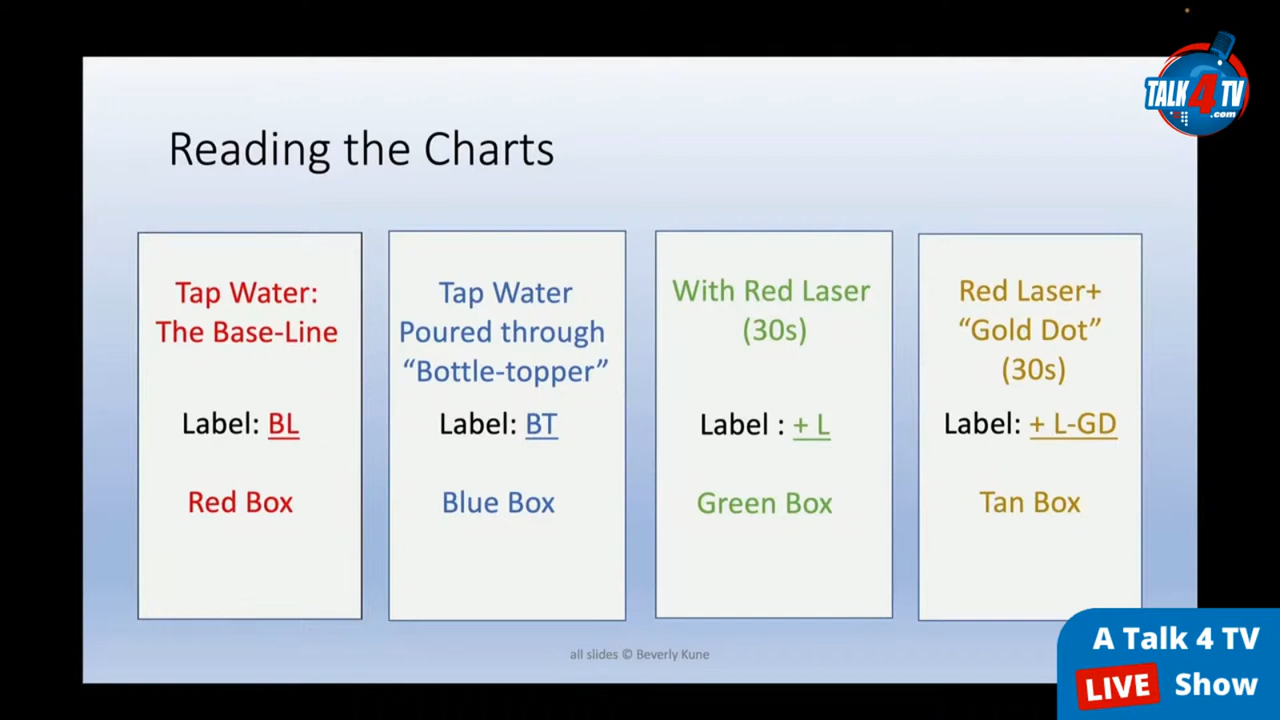 TALK 4 TV
.com
Reading the Charts
Tap Water:
The Base-Line
Label: BL
Red Box
Tap Water
Poured through
“Bottle-topper”
Label: BT
Blue Box
With Red Laser
(30s)
Label : + L
Green Box
Red Laser+
“Gold Dot”
(30s)
Label: + L-GD
Tan Box
all slides © Beverly Kune
A Talk 4 TV
LIVE Show